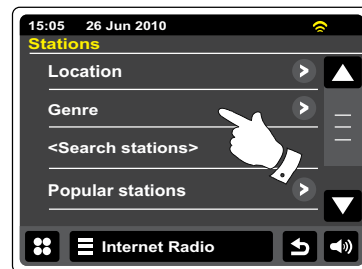 15:05 26 Jun 2010
Stations
Location
Genre
<Search stations>
Popular stations
Internet Radio